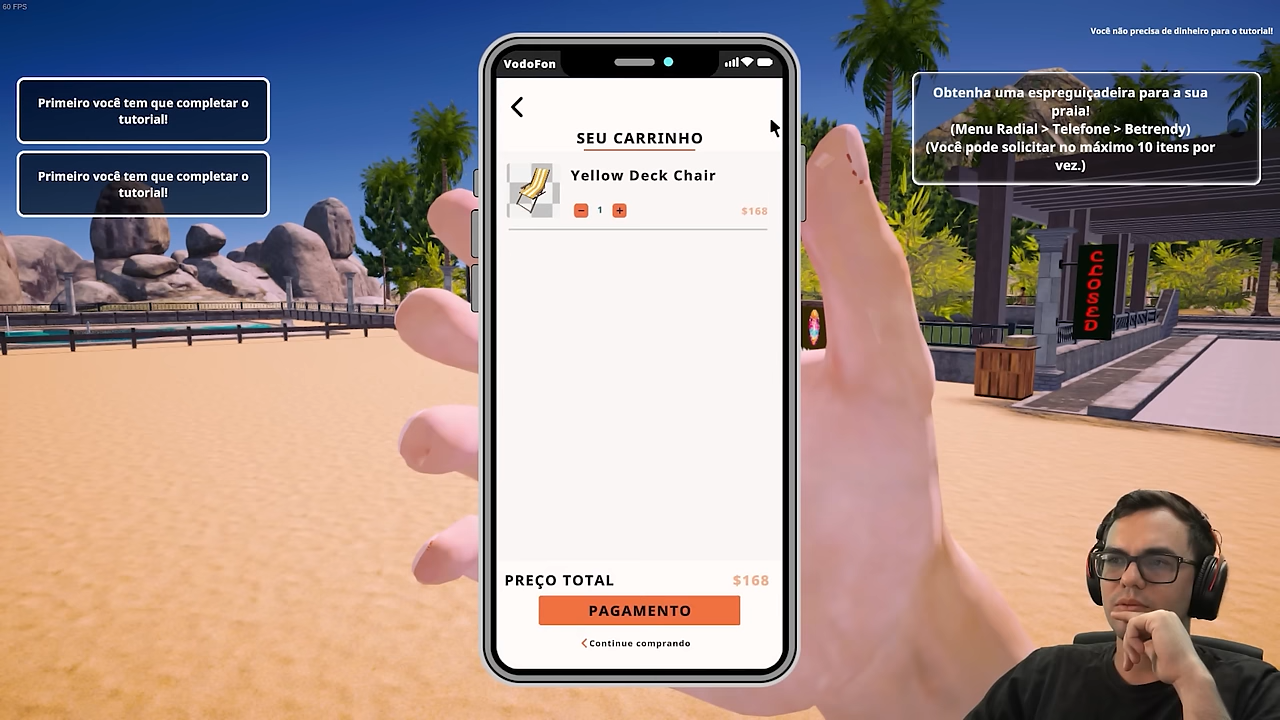 60 FPS
Você não precisa de dinheiro para o tutorial!
Primeiro você tem que completar o
tutorial!
Primeiro você tem que completar o
tutorial!
VodoFon
SEU CARRINHO
Yellow Deck Chair
− 1 +
$168
PREÇO TOTAL
$168
PAGAMENTO
Continue comprando
Obtenha uma espreguiçadeira para a sua
praia!
(Menu Radial > Telefone > Betrendy)
(Você pode solicitar no máximo 10 itens por
vez.)
CLOSED